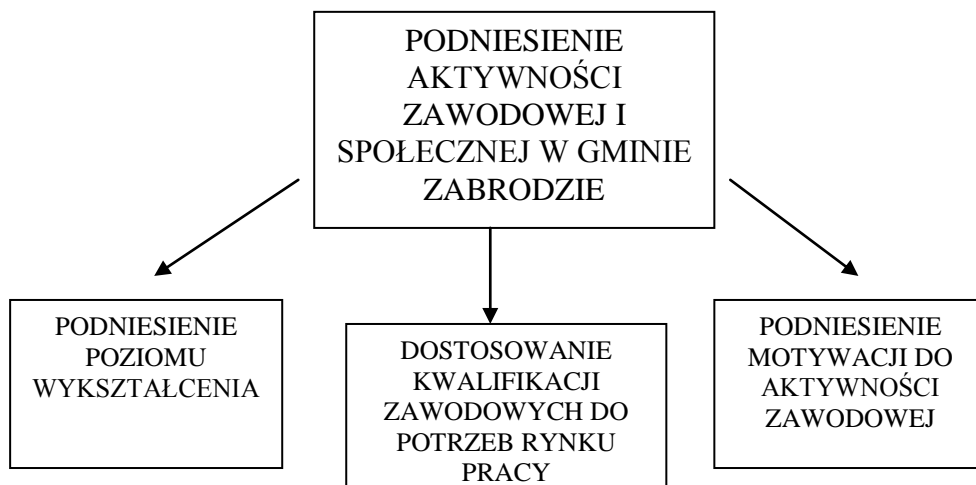 PODNIESIENIE
AKTYWNOŚCI
ZAWODOWEJ I
SPOŁECZNEJ W GMINIE
ZABRODZIE
PODNIESIENIE
POZIOMU
WYKSZTAŁCENIA
DOSTOSOWANIE
KWALIFIKACJI
ZAWODOWYCH DO
POTRZEB RYNKU
PRACY
PODNIESIENIE
MOTYWACJI DO
AKTYWNOŚCI
ZAWODOWEJ